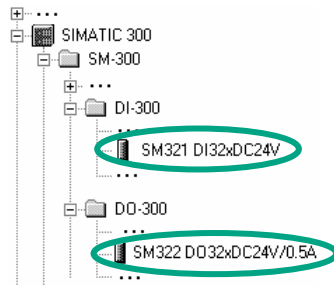 ...
SIMATIC 300
SM-300
...
DI-300
...
SM321 DI32xDC24V
...
DO-300
...
SM322 DO32xDC24V/0.5A
...